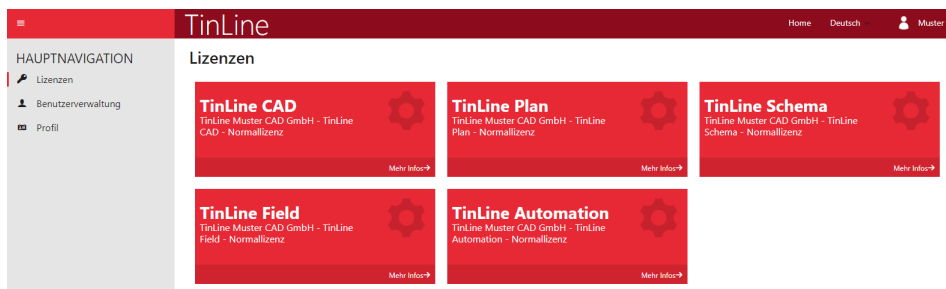 TinLine
Home Deutsch Muster
HAUPTNAVIGATION
Lizenzen
Benutzerverwaltung
Profil
Lizenzen
TinLine CAD
TinLine Muster CAD GmbH - TinLine
CAD - Normallizenz
Mehr Infos
TinLine Plan
TinLine Muster CAD GmbH - TinLine
Plan - Normallizenz
Mehr Infos
TinLine Schema
TinLine Muster CAD GmbH - TinLine
Schema - Normallizenz
Mehr Infos
TinLine Field
TinLine Muster CAD GmbH - TinLine
Field - Normallizenz
Mehr Infos
TinLine Automation
TinLine Muster CAD GmbH - TinLine
Automation - Normallizenz
Mehr Infos